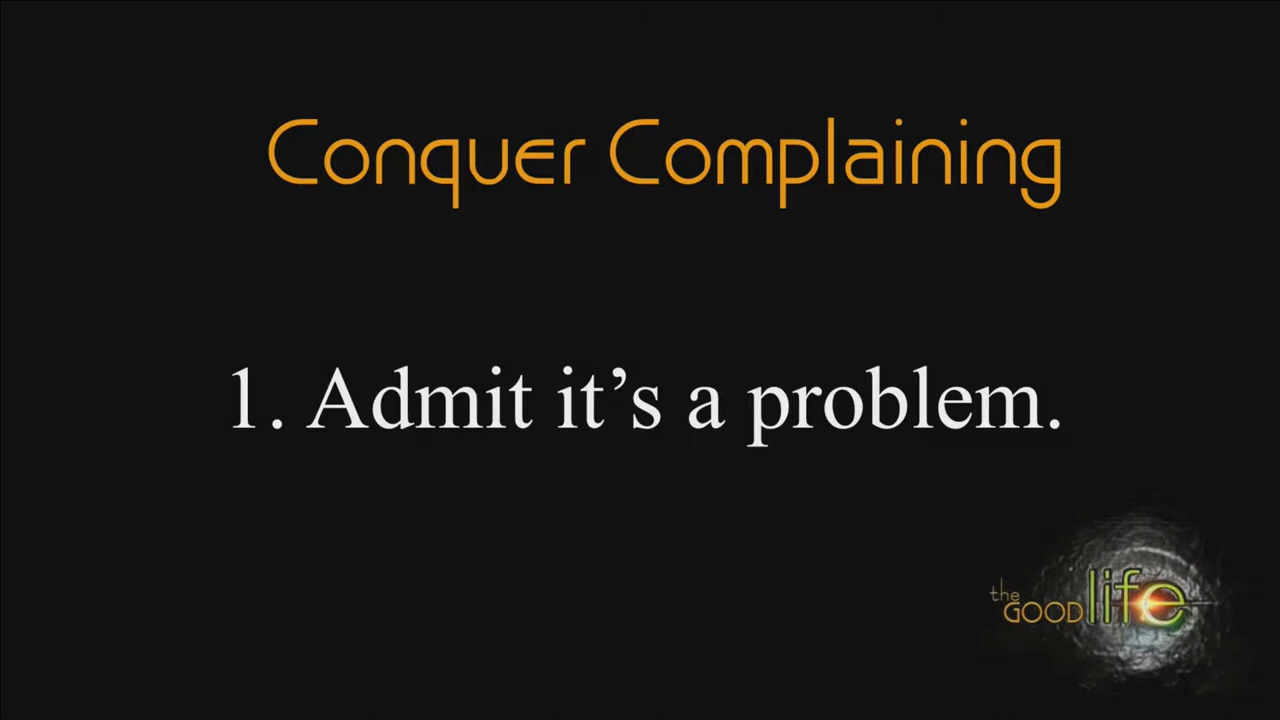 Conquer Complaining
1. Admit it’s a problem.
the
GOOD life